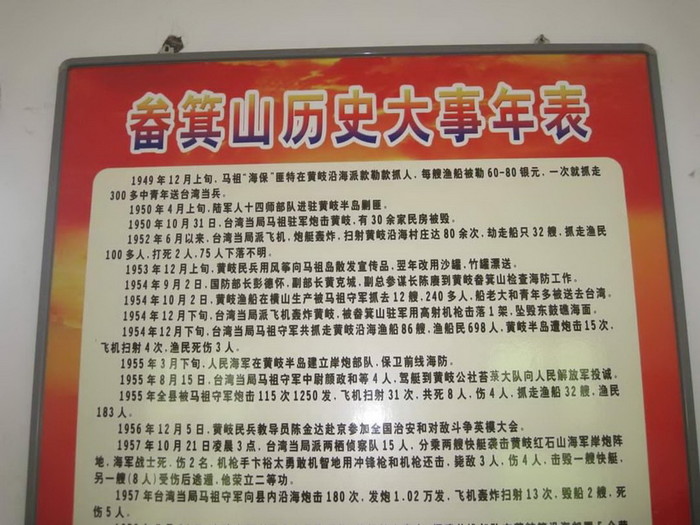 畚箕山历史大事年表
1949年12月上旬,马祖"海保"匪特在黄岐沿海派款勒款抓人,每艘渔船被勒60-80银元,一次就抓走
300多中青年送台湾当兵。
1950年4月上旬,陆军人十四师部队进驻黄岐半岛剿匪。
1950年10月31日,台湾当局马祖驻军炮击黄岐,有30余家民房被毁。
1952年6月以来,台湾当局派飞机,炮艇轰炸,扫射黄岐沿海村庄达80余次,劫走船只32艘,抓走渔民
100多人,打死2人,75人下落不明。
1953年12月上旬,黄岐民兵用风筝向马祖岛散发宣传品,翌年改用沙罐,竹罐漂送。
1954年9月2日,国防部长彭德怀,副部长黄克诚,副总参谋长陈赓到黄岐畚箕山检查海防工作。
1954年10月2日,黄岐渔船在横山生产被马祖守军抓去12艘,240多人,船老大和青年多被送去台湾。
1954年12月下旬,台湾当局派飞机轰炸黄岐,被畚箕山驻军用高射机枪击落1架,坠毁东鼓礁海面。
1954年12月下旬,台湾当局马祖守军共抓走黄岐沿海渔船86艘,渔船民698人,黄岐半岛遭炮击15次,
飞机扫射4次,渔民死伤3人。
1955年3月下旬,人民海军在黄岐半岛建立岸炮部队,保卫前线海防。
1955年8月15日,台湾当局马祖守军中尉颜政和等4人,驾艇到黄岐公社苔菉大队向人民解放军投诚。
1955年全县被马祖守军炮击115次1250发,飞机扫射31次,共死8人,伤4人,抓走渔船32艘,渔民
183人。
1956年12月5日,黄岐民兵教导员陈金达赴京参加全国治安和对敌斗争英模大会。
1957年10月21日凌晨3点,台湾当局派两栖侦察队15人,分乘两艘快艇袭击黄岐红石山海军岸炮阵
地,海军战士死,伤2名,机枪手卞裕太勇敢机智地用冲锋枪和机枪还击,毙敌3人,伤4人,击毁一艘快艇,
另一艘(8人)受伤后逃遁,他荣立二等功。
1957年台湾当局马祖守军向县内沿海炮击180次,发炮1.02万发,飞机轰炸扫射13次,毁船2艘,死
伤5人。